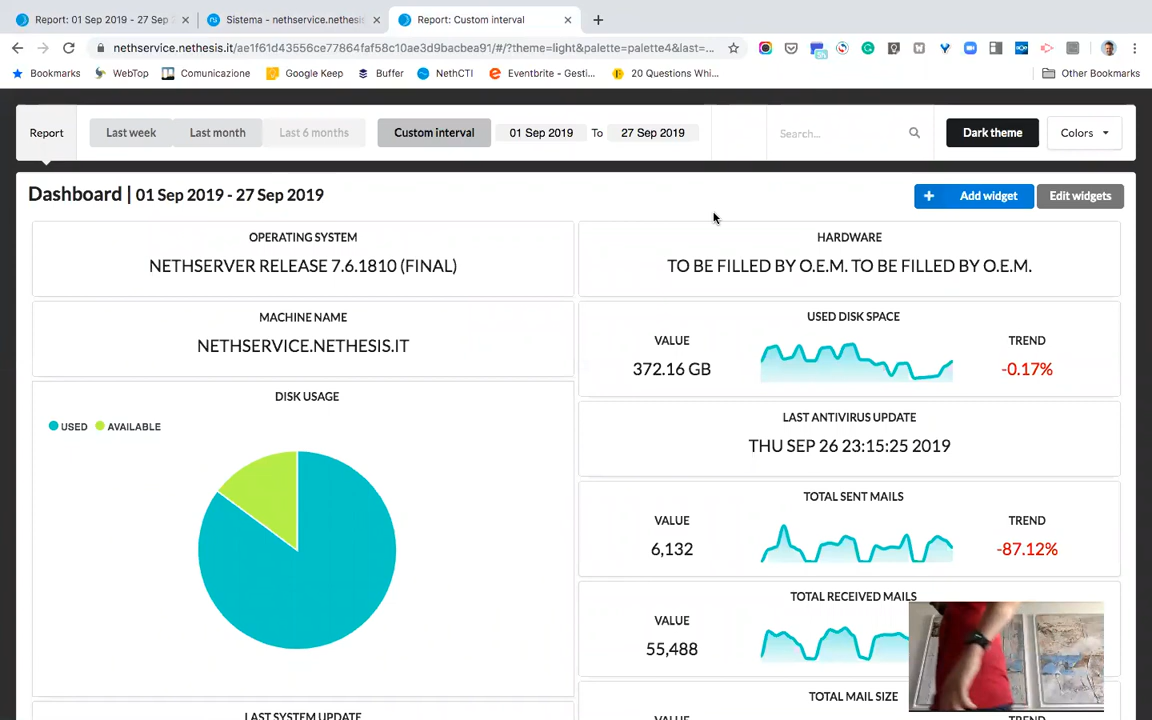 Report: 01 Sep 2019 - 27 Sep
Sistema - nethservice.nethesis
Report: Custom interval
nethservice.nethesis.it/ae1f61d43556ce77864faf58c10ae3d9bacbea91/#/?theme=light&palette=palette4&last=...
Bookmarks
WebTop
Comunicazione
Google Keep
Buffer
NethCTI
Eventbrite - Gesti...
20 Questions Whi...
Other Bookmarks
Report
Last week
Last month
Last 6 months
Custom interval
01 Sep 2019
To
27 Sep 2019
Search...
Dark theme
Colors
Dashboard | 01 Sep 2019 - 27 Sep 2019
Add widget
Edit widgets
OPERATING SYSTEM
NETHSERVER RELEASE 7.6.1810 (FINAL)
HARDWARE
TO BE FILLED BY O.E.M. TO BE FILLED BY O.E.M.
MACHINE NAME
NETHSERVICE.NETHESIS.IT
USED DISK SPACE
VALUE
372.16 GB
TREND
-0.17%
DISK USAGE
USED
AVAILABLE
LAST ANTIVIRUS UPDATE
THU SEP 26 23:15:25 2019
TOTAL SENT MAILS
VALUE
6,132
TREND
-87.12%
TOTAL RECEIVED MAILS
VALUE
55,488
LAST SYSTEM UPDATE
TOTAL MAIL SIZE
VALUE
TREND